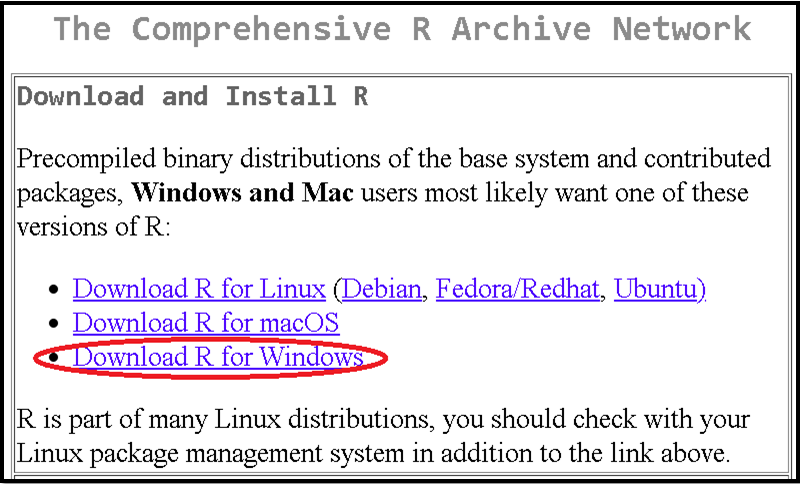 The Comprehensive R Archive Network
Download and Install R
Precompiled binary distributions of the base system and contributed
packages, Windows and Mac users most likely want one of these
versions of R:
• Download R for Linux (Debian, Fedora/Redhat, Ubuntu)
• Download R for macOS
• Download R for Windows
R is part of many Linux distributions, you should check with your
Linux package management system in addition to the link above.